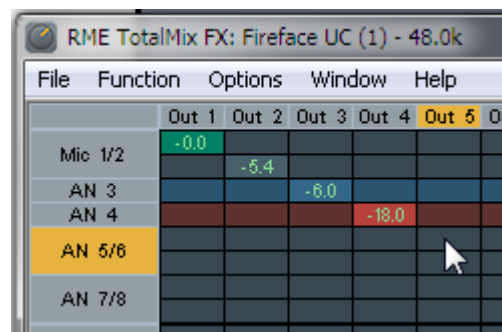 RME TotalMix FX: Fireface UC (1) - 48.0k
File Function Options Window Help
Out 1 Out 2 Out 3 Out 4 Out 5 O
Mic 1/2 -0.0
-5.4
AN 3 -6.0
AN 4 -18.0
AN 5/6
AN 7/8